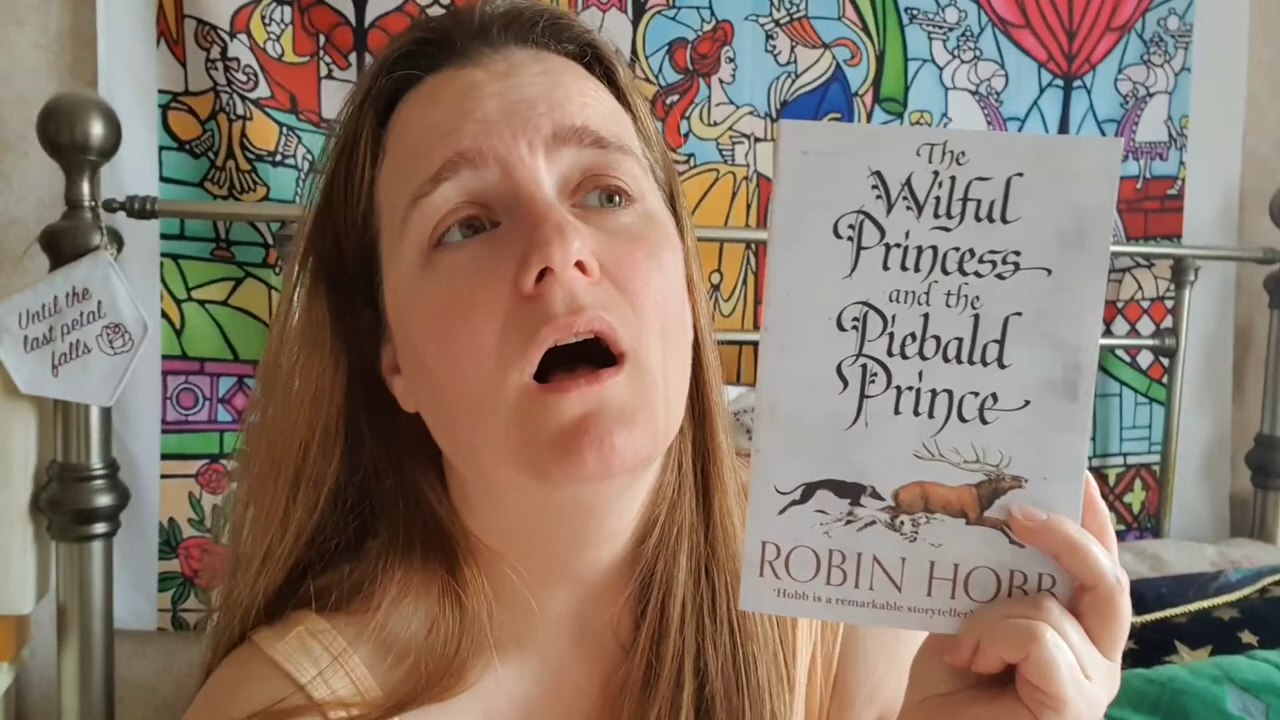 Until the
last petal
falls
The
Wilful
Princess
and the
Piebald
Prince
ROBIN HOBB
'Hobb is a remarkable storyteller'